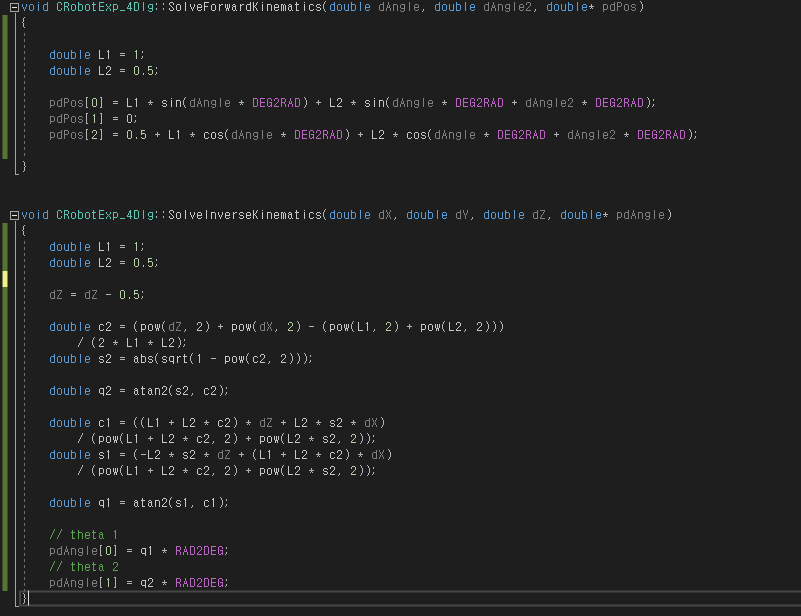 void CRobotExp_4Dlg::SolveForwardKinematics(double dAngle, double dAngle2, double* pdPos)
{
double L1 = 1;
double L2 = 0.5;
pdPos[0] = L1 * sin(dAngle * DEG2RAD) + L2 * sin(dAngle * DEG2RAD + dAngle2 * DEG2RAD);
pdPos[1] = 0;
pdPos[2] = 0.5 + L1 * cos(dAngle * DEG2RAD) + L2 * cos(dAngle * DEG2RAD + dAngle2 * DEG2RAD);
}
void CRobotExp_4Dlg::SolveInverseKinematics(double dX, double dY, double dZ, double* pdAngle)
{
double L1 = 1;
double L2 = 0.5;
dZ = dZ - 0.5;
double c2 = (pow(dZ, 2) + pow(dX, 2) - (pow(L1, 2) + pow(L2, 2)))
/ (2 * L1 * L2);
double s2 = abs(sqrt(1 - pow(c2, 2)));
double q2 = atan2(s2, c2);
double c1 = ((L1 + L2 * c2) * dZ + L2 * s2 * dX)
/ (pow(L1 + L2 * c2, 2) + pow(L2 * s2, 2));
double s1 = (-L2 * s2 * dZ + (L1 + L2 * c2) * dX)
/ (pow(L1 + L2 * c2, 2) + pow(L2 * s2, 2));
double q1 = atan2(s1, c1);
// theta 1
pdAngle[0] = q1 * RAD2DEG;
// theta 2
pdAngle[1] = q2 * RAD2DEG;
}